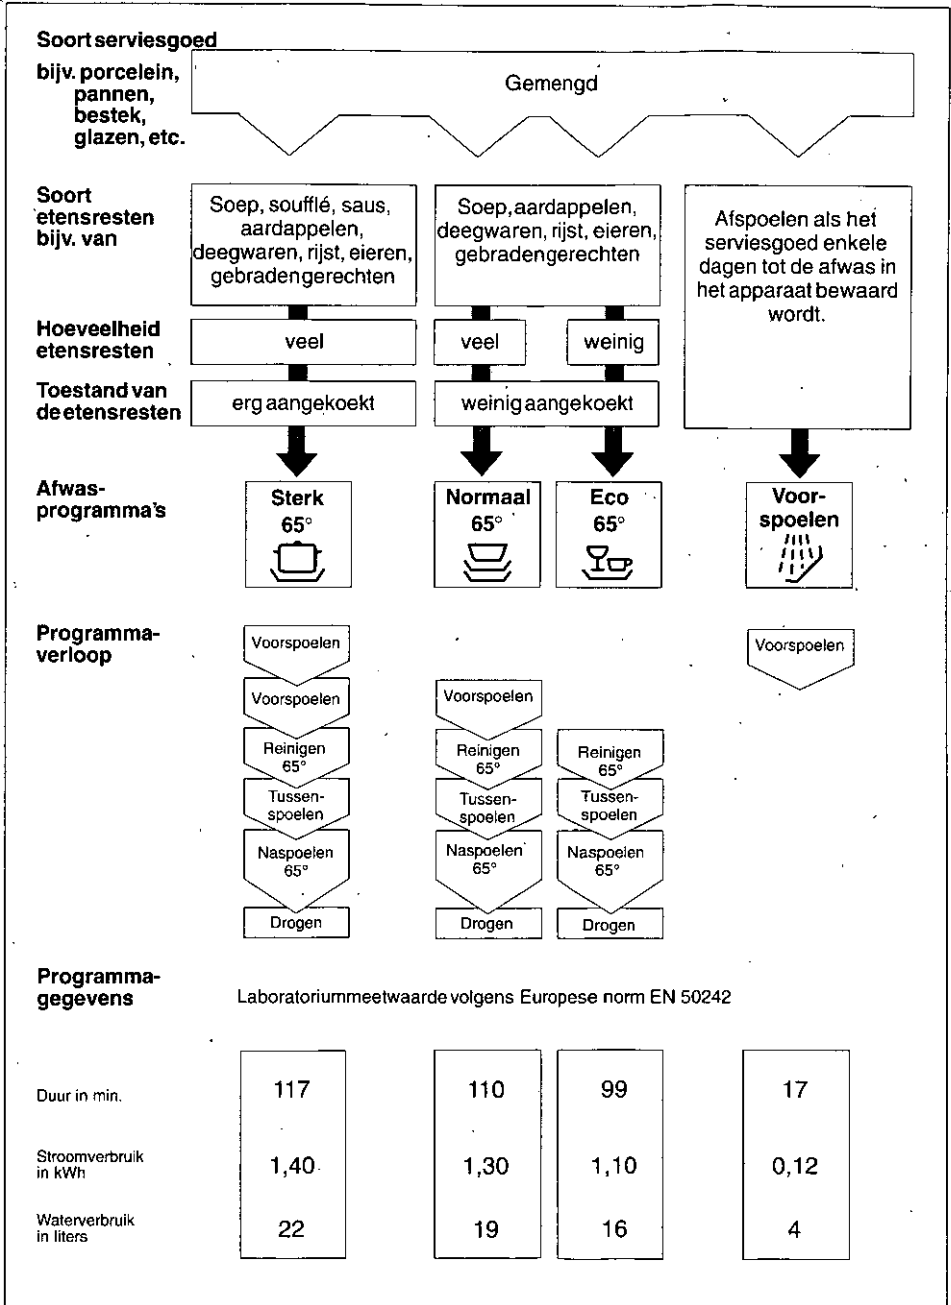 Soort serviesgoed
bijv. porcelein,
pannen,
bestek,
glazen, etc.
Gemengd
Soort
etensresten
bijv. van
Soep, soufflé, saus,
aardappelen,
deegwaren, rijst, eieren,
gebraden gerechten
Soep, aardappelen,
deegwaren, rijst, eieren,
gebraden gerechten
Afspoelen als het
serviesgoed enkele
dagen tot de afwas in
het apparaat bewaard
wordt.
Hoeveelheid
etensresten
veel
veel
weinig
Toestand van
de etensresten
erg aangekoekt
weinig aangekoekt
Afwas-
programma's
Sterk
65°
Normaal
65°
Eco
65°
Voor-
spoelen
Programma-
verloop
Voorspoelen
Voorspoelen
Reinigen
65°
Tussen-
spoelen
Naspoelen
65°
Drogen
Voorspoelen
Reinigen
65°
Tussen-
spoelen
Naspoelen
65°
Drogen
Reinigen
65°
Tussen-
spoelen
Naspoelen
65°
Drogen
Voorspoelen
Programma-
gegevens
Laboratoriummeetwaarde volgens Europese norm EN 50242
Duur in min.
117 110 99 17
Stroomverbruik
in kWh
1,40 1,30 1,10 0,12
Waterverbruik
in liters
22 19 16 4